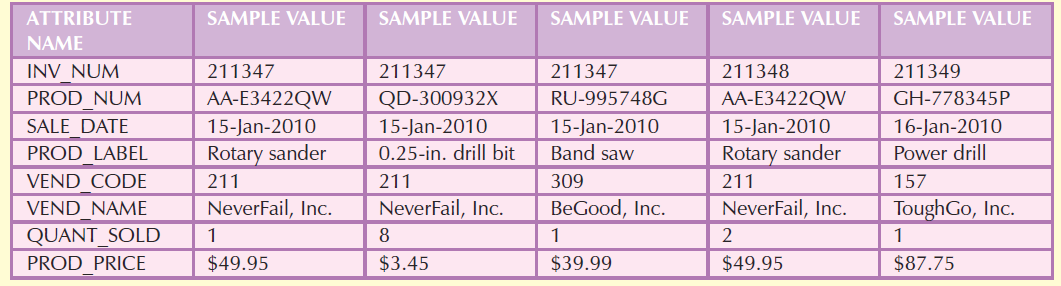 ATTRIBUTE NAME SAMPLE VALUE SAMPLE VALUE SAMPLE VALUE SAMPLE VALUE SAMPLE VALUE
INV_NUM 211347 211347 211347 211348 211349
PROD_NUM AA-E3422QW QD-300932X RU-995748G AA-E3422QW GH-778345P
SALE_DATE 15-Jan-2010 15-Jan-2010 15-Jan-2010 15-Jan-2010 16-Jan-2010
PROD_LABEL Rotary sander 0.25-in. drill bit Band saw Rotary sander Power drill
VEND_CODE 211 211 309 211 157
VEND_NAME NeverFail, Inc. NeverFail, Inc. BeGood, Inc. NeverFail, Inc. ToughGo, Inc.
QUANT_SOLD 1 8 1 2 1
PROD_PRICE $49.95 $3.45 $39.99 $49.95 $87.75